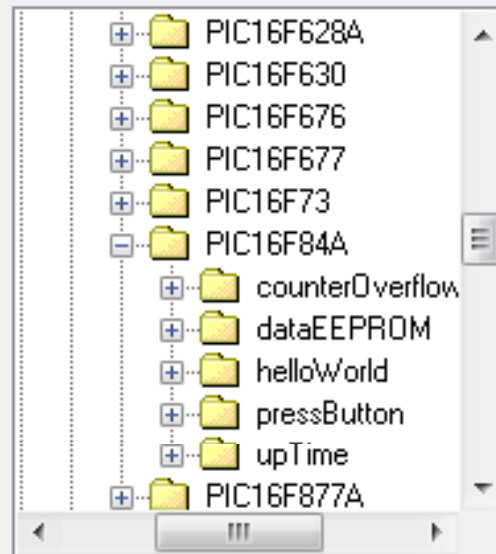 PIC16F628A
PIC16F630
PIC16F676
PIC16F677
PIC16F73
PIC16F84A
counterOverflow
dataEEPROM
helloWorld
pressButton
upTime
PIC16F877A